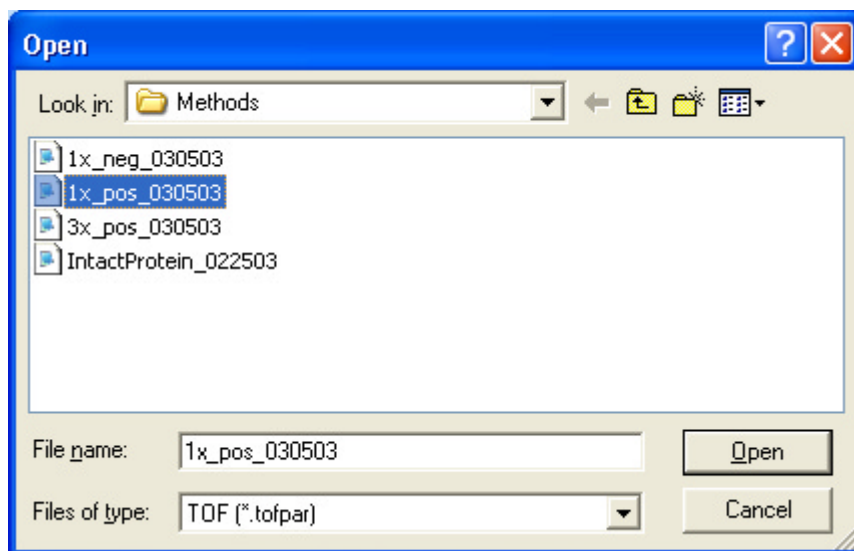 Open
Look in: Methods
1x_neg_030503
1x_pos_030503
3x_pos_030503
IntactProtein_022503
File name: 1x_pos_030503 Open
Files of type: TOF (*.tofpar) Cancel